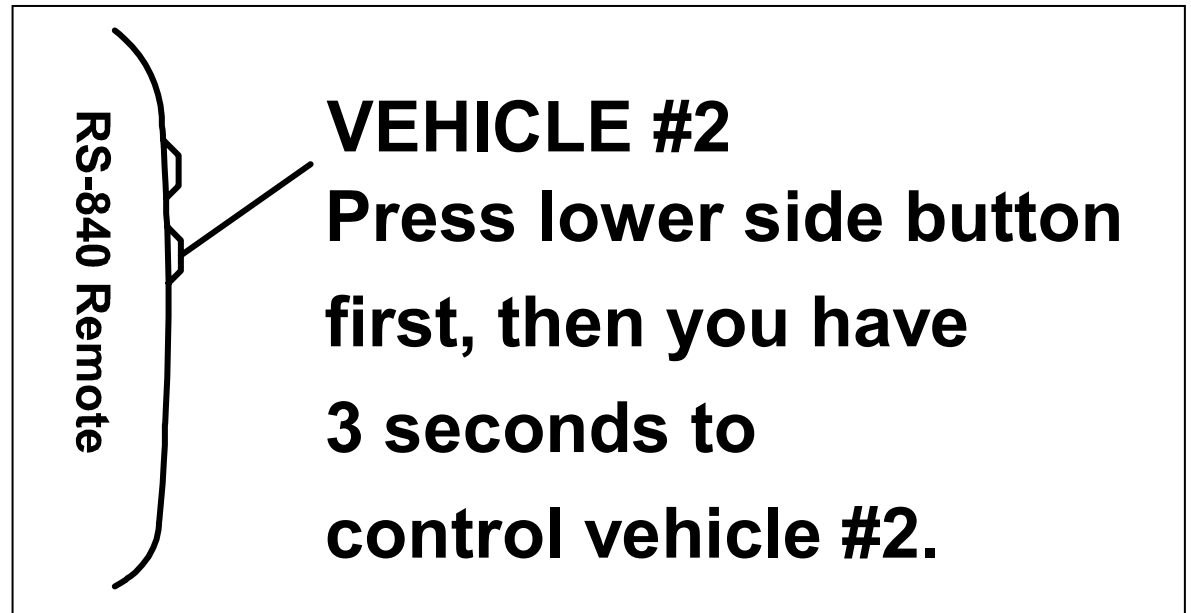 RS-840 Remote
VEHICLE #2
Press lower side button
first, then you have
3 seconds to
control vehicle #2.